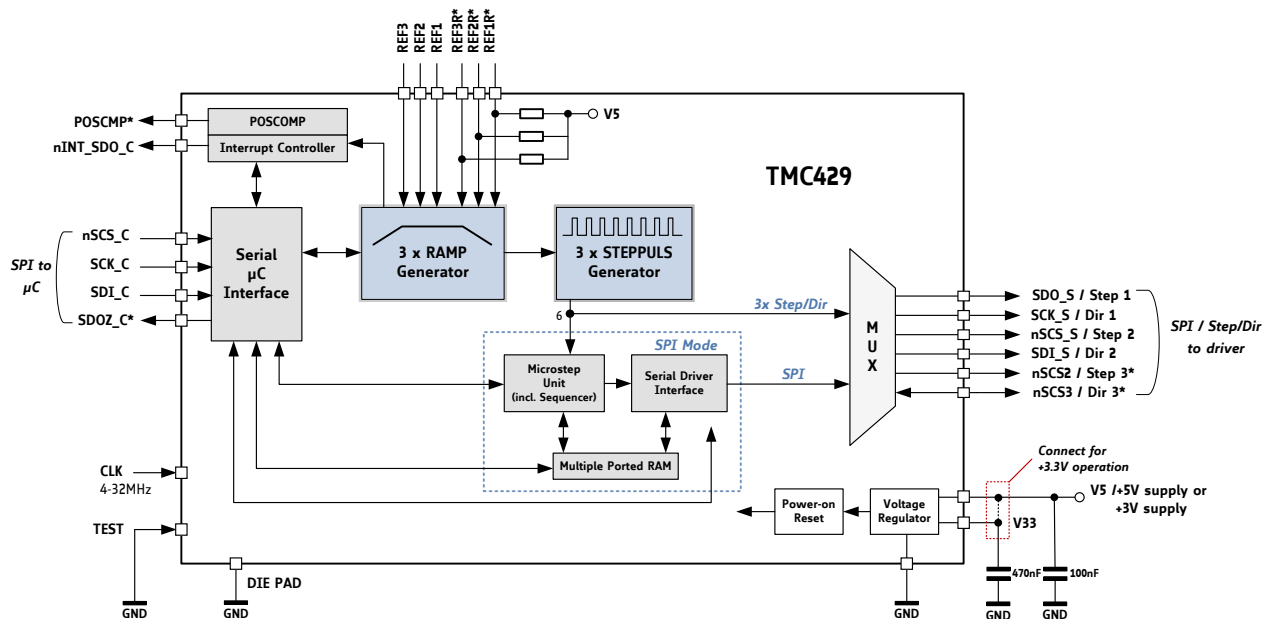 REF3
REF2
REF1
REF3R*
REF2R*
REF1R*
V5
POSCMP*
nINT_SDO_C
POSCOMP
Interrupt Controller
TMC429
SPI to
µC
nSCS_C
SCK_C
SDI_C
SDOZ_C*
Serial
µC
Interface
3 x RAMP
Generator
3 x STEPPULS
Generator
6
3x Step/Dir
SPI Mode
Microstep
Unit
(incl. Sequencer)
Serial Driver
Interface
SPI
Multiple Ported RAM
M
U
X
SDO_S / Step 1
SCK_S / Dir 1
nSCS_S / Step 2
SDI_S / Dir 2
nSCS2 / Step 3*
nSCS3 / Dir 3*
SPI / Step/Dir
to driver
CLK
4-32MHz
TEST
Connect for
+3.3V operation
Power-on
Reset
Voltage
Regulator
V5 /+5V supply or
+3V supply
V33
470nF
100nF
DIE PAD
GND
GND
GND
GND
GND